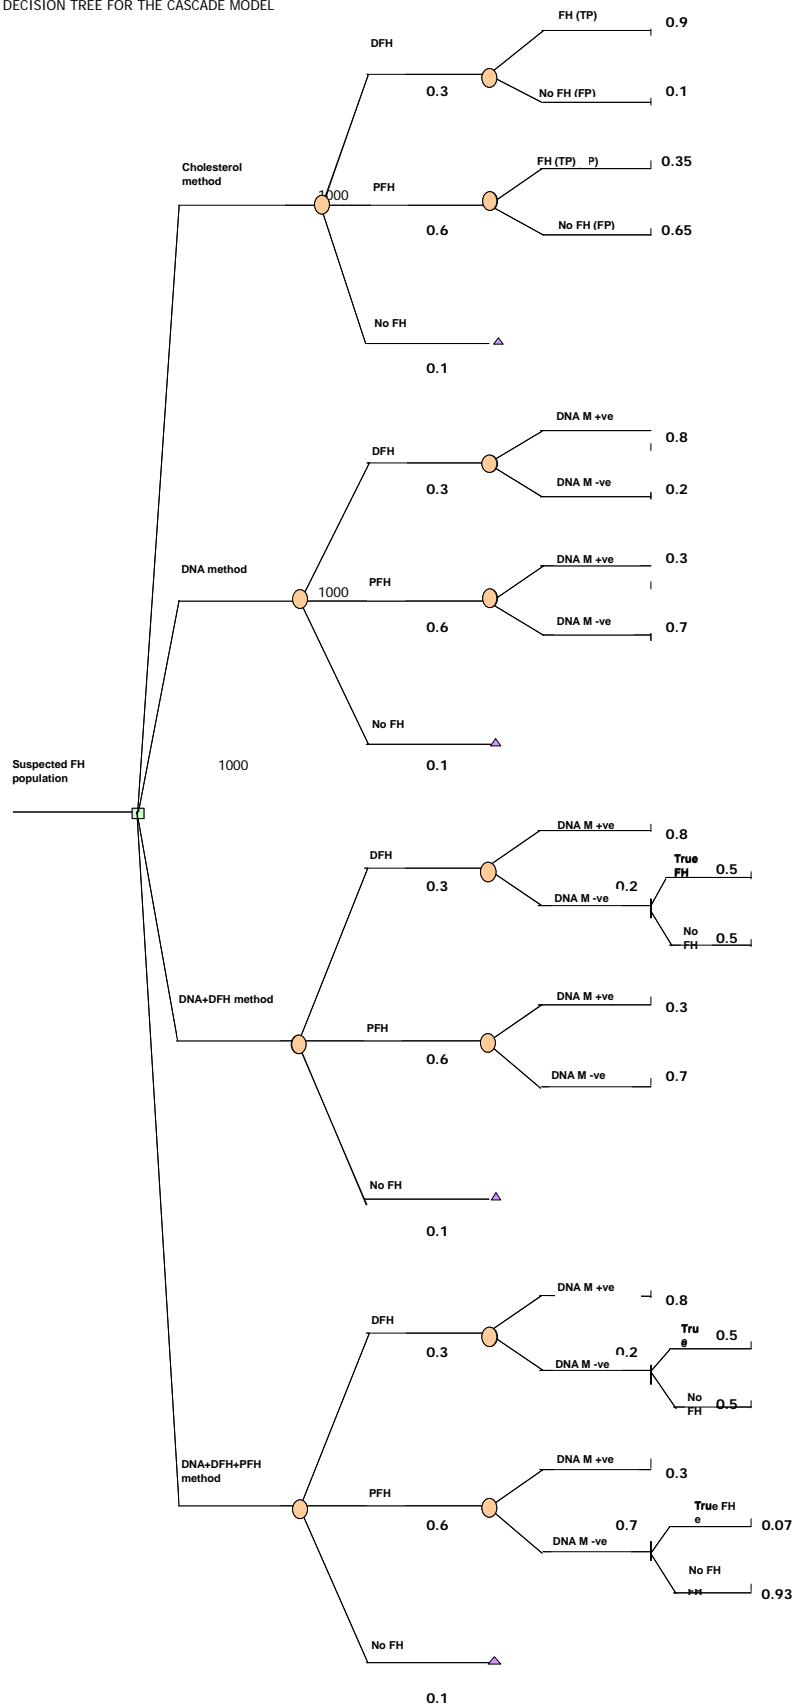 DECISION TREE FOR THE CASCADE MODEL
FH (TP)
0.9
DFH
0.3
No FH (FP)
0.1
Cholesterol
method
1000
PFH
FH (TP) P)
0.35
0.6
No FH (FP)
0.65
No FH
0.1
DNA M +ve
0.8
DFH
0.3
DNA M -ve
0.2
DNA method
1000
PFH
DNA M +ve
0.3
0.6
DNA M -ve
0.7
No FH
0.1
Suspected FH
population
1000
DNA M +ve
0.8
DFH
0.3
DNA M -ve
0.2
True
FH
0.5
No
FH
0.5
DNA+DFH method
PFH
DNA M +ve
0.3
0.6
DNA M -ve
0.7
No FH
0.1
DNA M +ve
0.8
DFH
0.3
DNA M -ve
0.2
Tru
e
0.5
No
FH
0.5
DNA+DFH+PFH
method
PFH
DNA M +ve
0.3
0.6
DNA M -ve
0.7
True FH
e
0.07
No FH
0.93
No FH
0.1